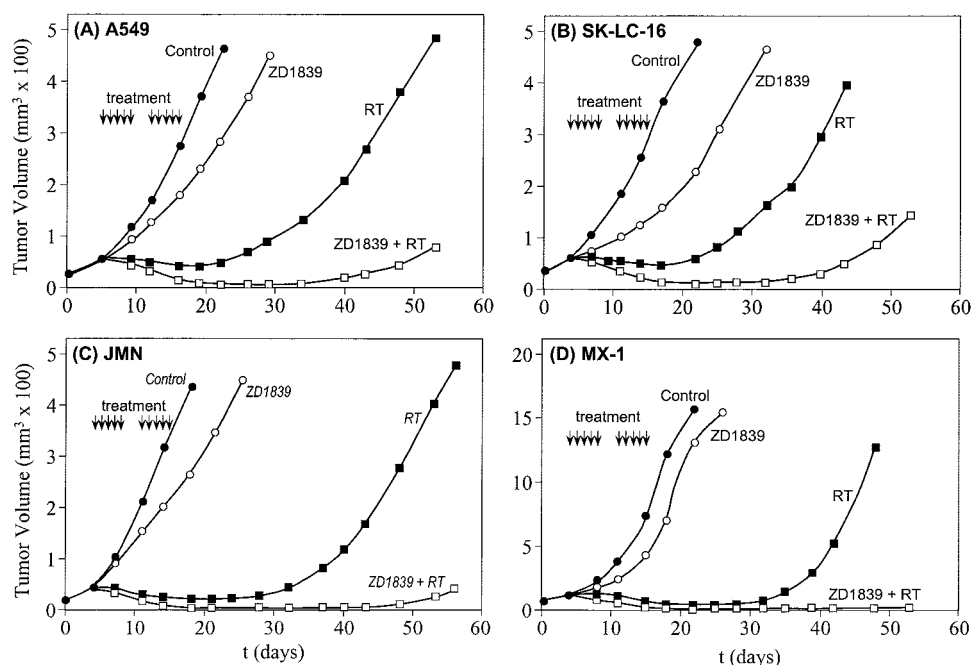 (A) A549
Control
ZD1839
treatment
RT
ZD1839 + RT
Tumor Volume (mm³ x 100)
5
4
3
2
1
0
0 10 20 30 40 50 60
(B) SK-LC-16
Control
ZD1839
treatment
RT
ZD1839 + RT
5
4
3
2
1
0
0 10 20 30 40 50 60
(C) JMN
Control
ZD1839
treatment
RT
ZD1839 + RT
Tumor Volume (mm³ x 100)
5
4
3
2
1
0
0 10 20 30 40 50 60
t (days)
(D) MX-1
Control
treatment
ZD1839
RT
ZD1839 + RT
20
15
10
5
0
0 10 20 30 40 50 60
t (days)